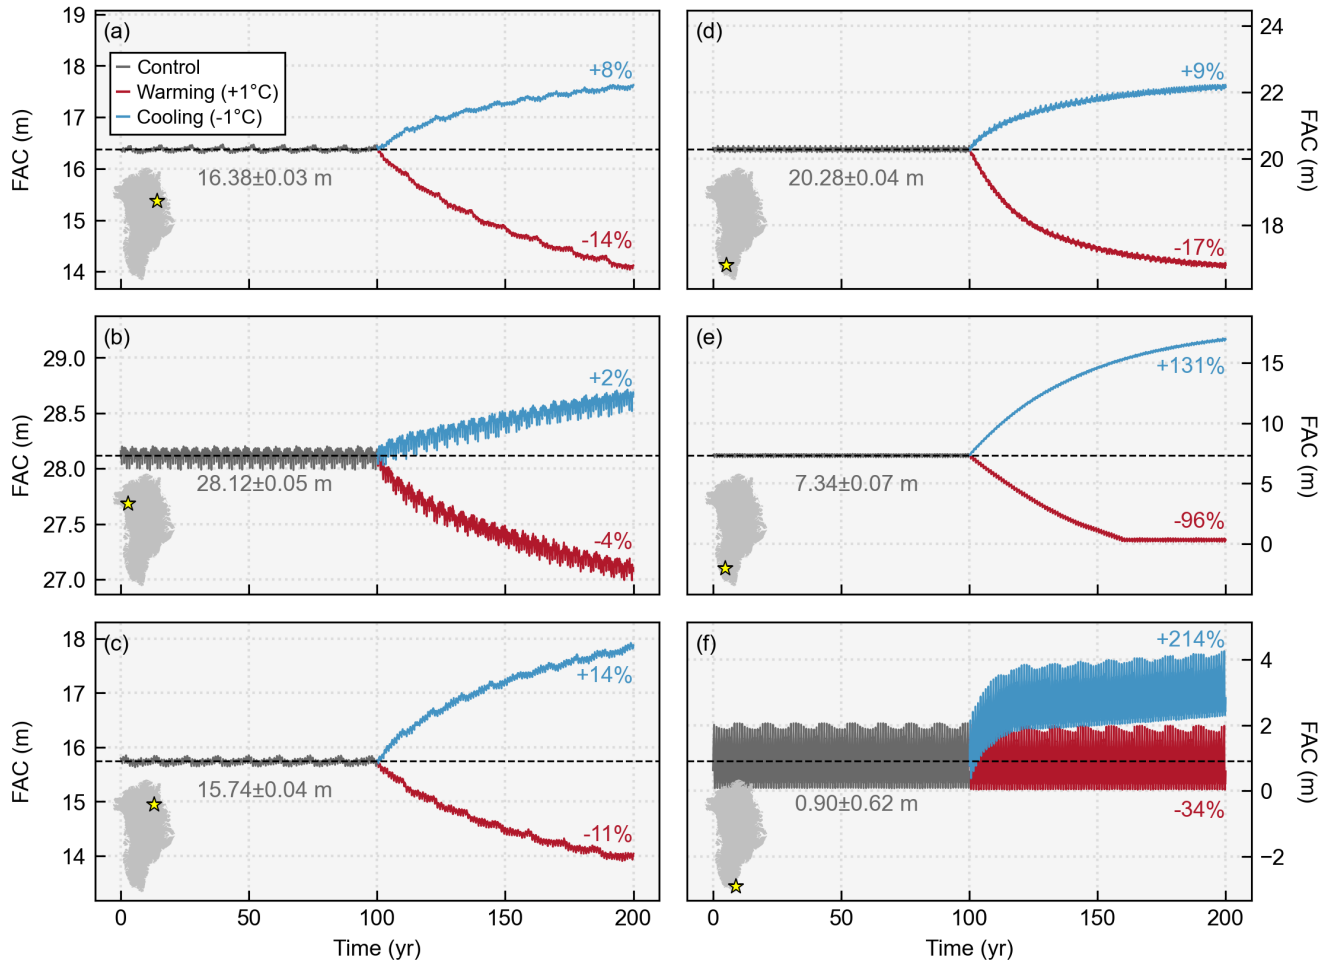 (a)
Control
Warming (+1°C)
Cooling (-1°C)
+8%
16.38±0.03 m
-14%
19
18
17
16
15
14
FAC (m)
(d)
+9%
20.28±0.04 m
-17%
24
22
20
18
FAC (m)
(b)
+2%
28.12±0.05 m
-4%
29.0
28.5
28.0
27.5
27.0
FAC (m)
(e)
+131%
7.34±0.07 m
-96%
15
10
5
0
FAC (m)
(c)
+14%
15.74±0.04 m
-11%
18
17
16
15
14
FAC (m)
0 50 100 150 200
Time (yr)
(f)
+214%
0.90±0.62 m
-34%
4
2
0
−2
FAC (m)
0 50 100 150 200
Time (yr)